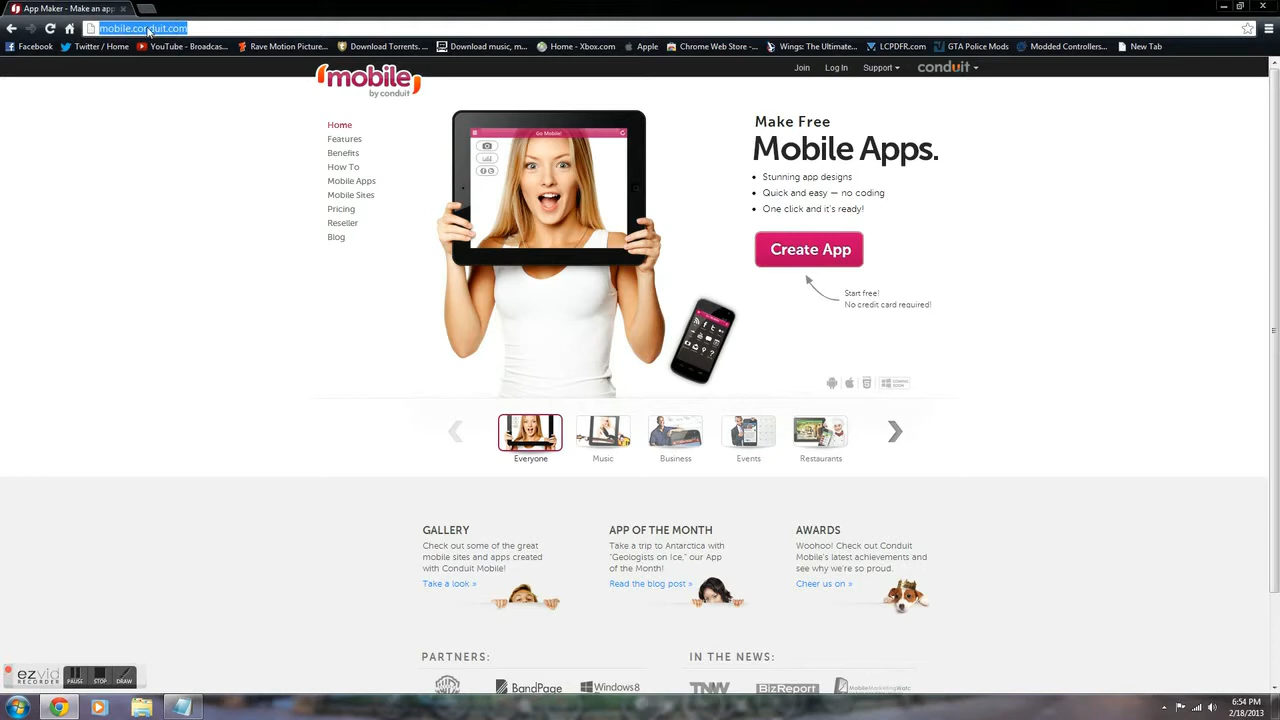 App Maker - Make an app
mobile.conduit.com
Facebook
Twitter / Home
YouTube - Broadcas...
Rave Motion Picture...
Download Torrents. ...
Download music, m...
Home - Xbox.com
Apple
Chrome Web Store -...
Wings: The Ultimate...
LCPDFR.com
GTA Police Mods
Modded Controllers...
New Tab
Join
Log In
Support
conduit
mobile
by conduit
Home
Features
Benefits
How To
Mobile Apps
Mobile Sites
Pricing
Reseller
Blog
Go Mobile!
Make Free
Mobile Apps.
Stunning app designs
Quick and easy — no coding
One click and it's ready!
Create App
Start free!
No credit card required!
COMING
SOON
Everyone
Music
Business
Events
Restaurants
GALLERY
Check out some of the great
mobile sites and apps created
with Conduit Mobile!
Take a look »
APP OF THE MONTH
Take a trip to Antarctica with
"Geologists on Ice," our App
of the Month!
Read the blog post »
AWARDS
Woohoo! Check out Conduit
Mobile's latest achievements and
see why we're so proud.
Cheer us on »
PARTNERS:
BandPage
Windows8
IN THE NEWS:
TNW
BizReport
ezvid
RECORDER
PAUSE
STOP
DRAW
6:54 PM
2/18/2013